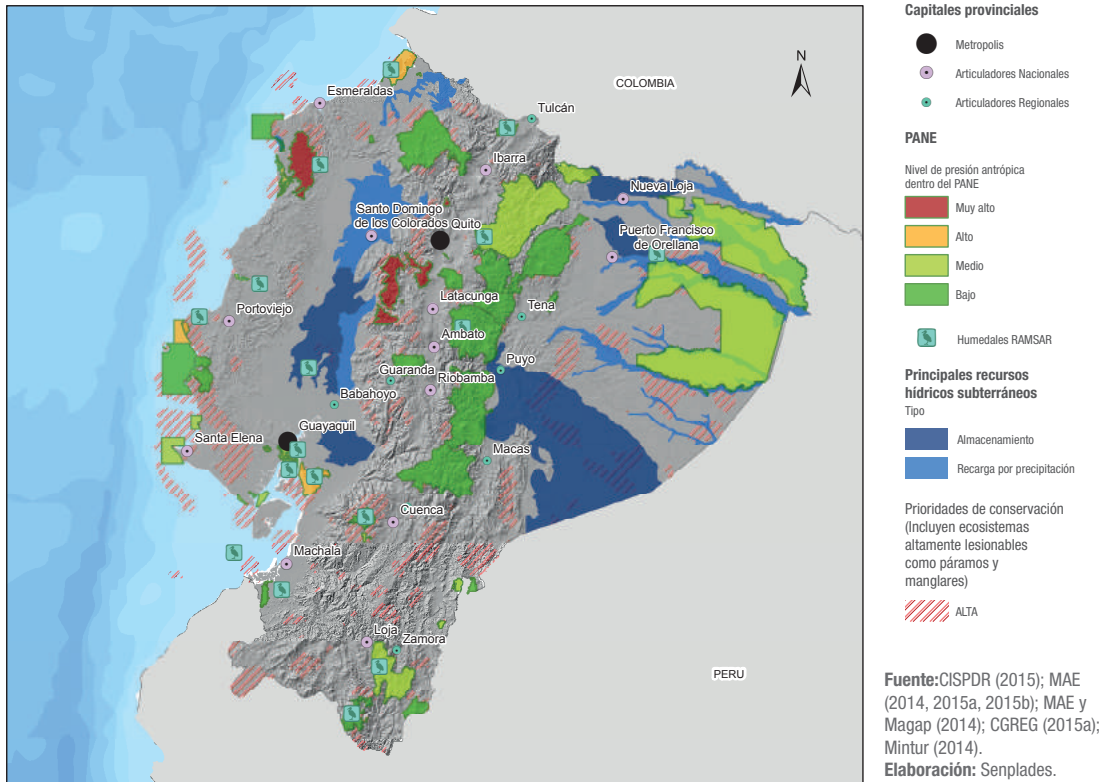 COLOMBIA
N
Esmeraldas
Tulcán
Ibarra
Nueva Loja
Santo Domingo
de los Colorados
Quito
Puerto Francisco
de Orellana
Portoviejo
Latacunga
Tena
Ambato
Puyo
Guaranda
Riobamba
Babahoyo
Guayaquil
Santa Elena
Macas
Cuenca
Machala
Loja
Zamora
PERU
Capitales provinciales
Metropolis
Articuladores Nacionales
Articuladores Regionales
PANE
Nivel de presión antrópica
dentro del PANE
Muy alto
Alto
Medio
Bajo
Humedales RAMSAR
Principales recursos
hídricos subterráneos
Tipo
Almacenamiento
Recarga por precipitación
Prioridades de conservación
(Incluyen ecosistemas
altamente lesionables
como páramos y
manglares)
ALTA
Fuente:CISPDR (2015); MAE
(2014, 2015a, 2015b); MAE y
Magap (2014); CGREG (2015a);
Mintur (2014).
Elaboración: Senplades.